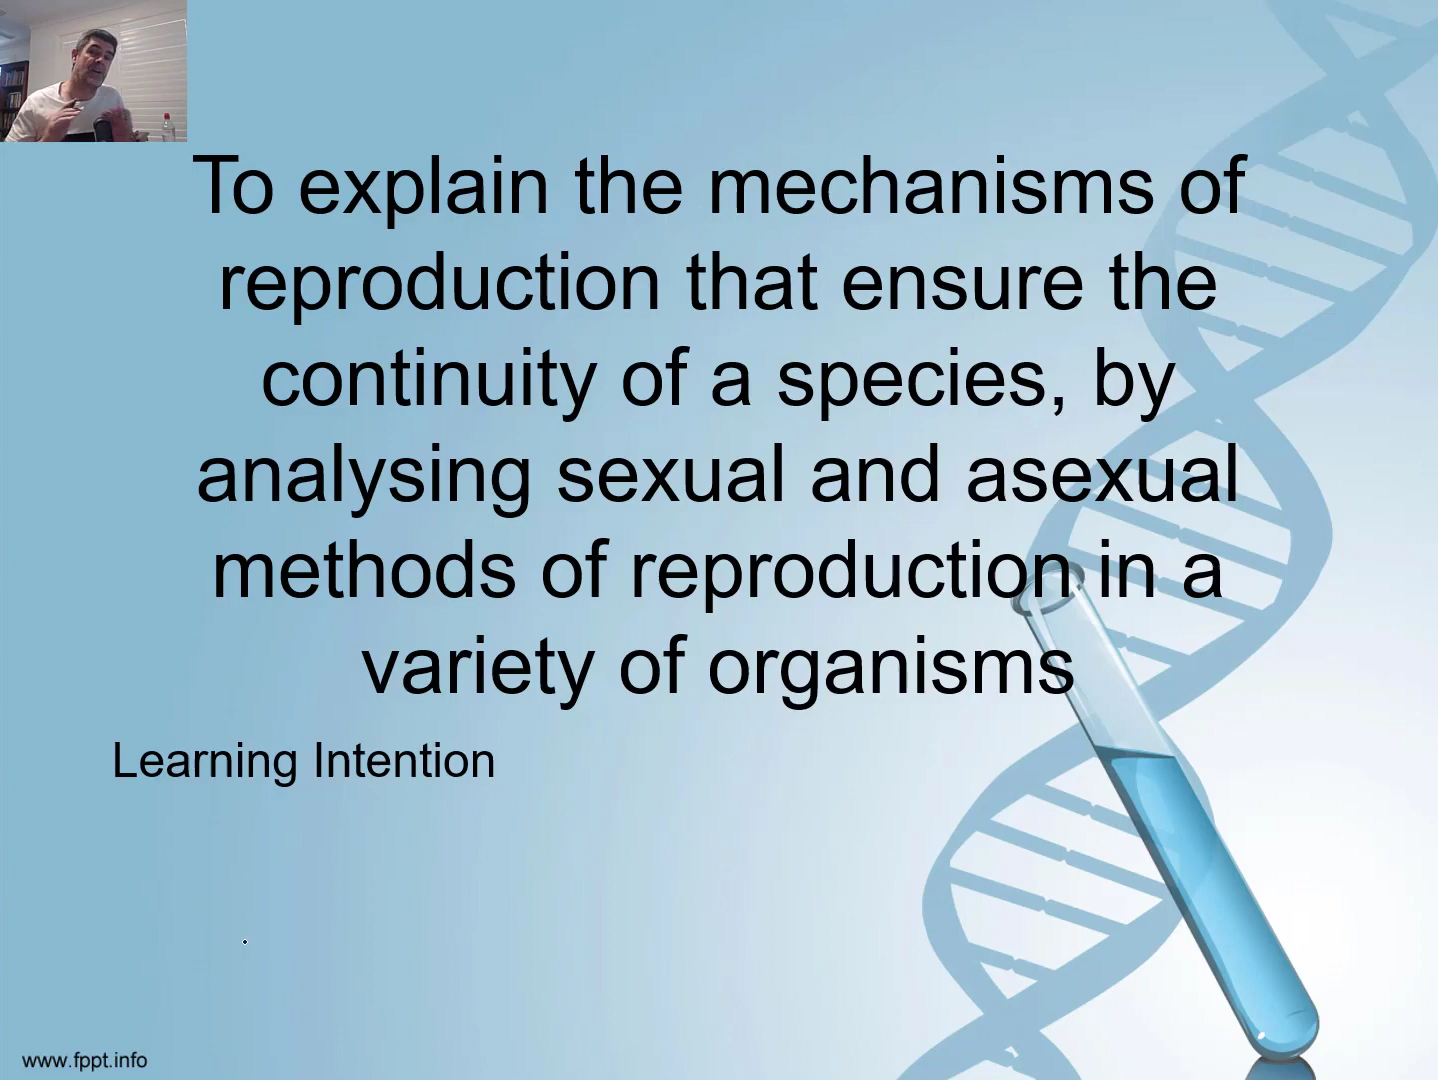 To explain the mechanisms of
reproduction that ensure the
continuity of a species, by
analysing sexual and asexual
methods of reproduction in a
variety of organisms
Learning Intention
www.fppt.info